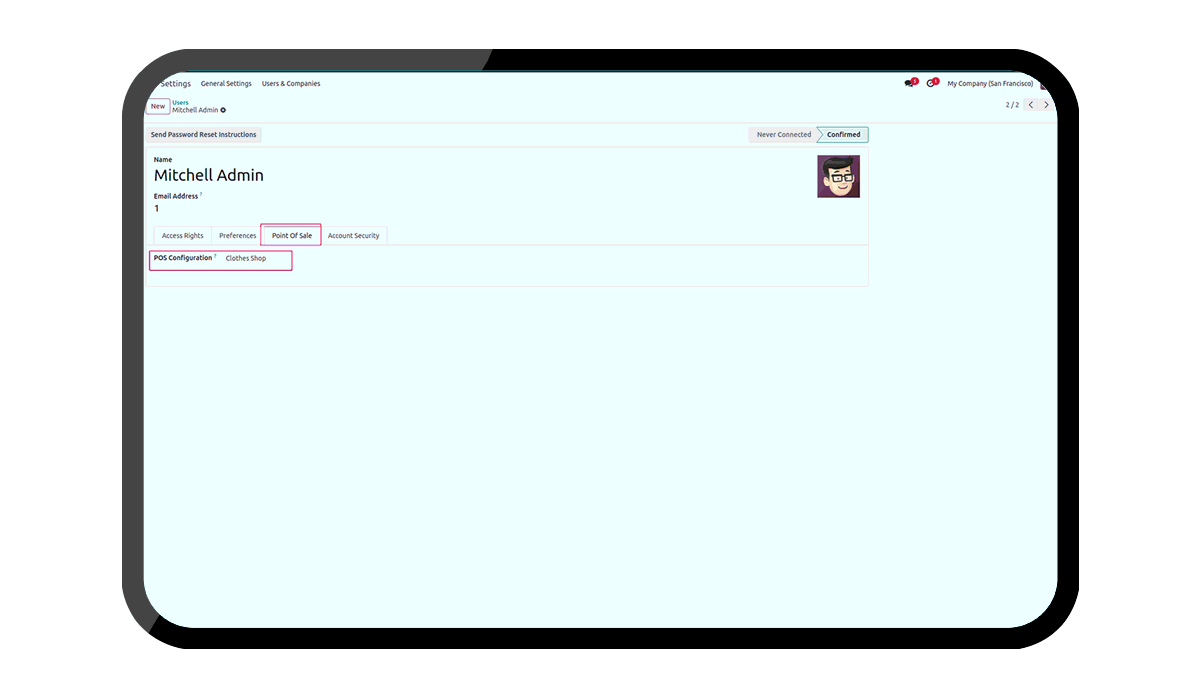 Settings General Settings Users & Companies 1 1 My Company (San Francisco)
New Users
Mitchell Admin 2 / 2
Send Password Reset Instructions Never Connected Confirmed
Name
Mitchell Admin
Email Address ?
1
Access Rights Preferences Point Of Sale Account Security
POS Configuration ? Clothes Shop